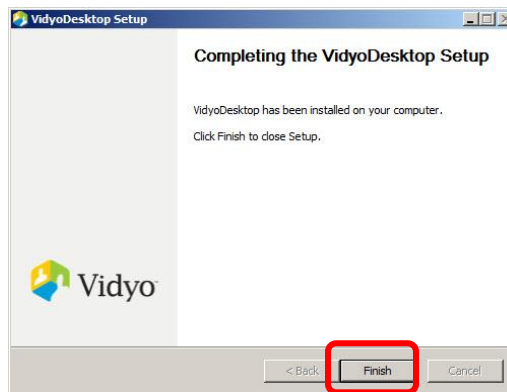 VidyoDesktop Setup
Completing the VidyoDesktop Setup
VidyoDesktop has been installed on your computer.
Click Finish to close Setup.
Vidyo
< Back
Finish
Cancel